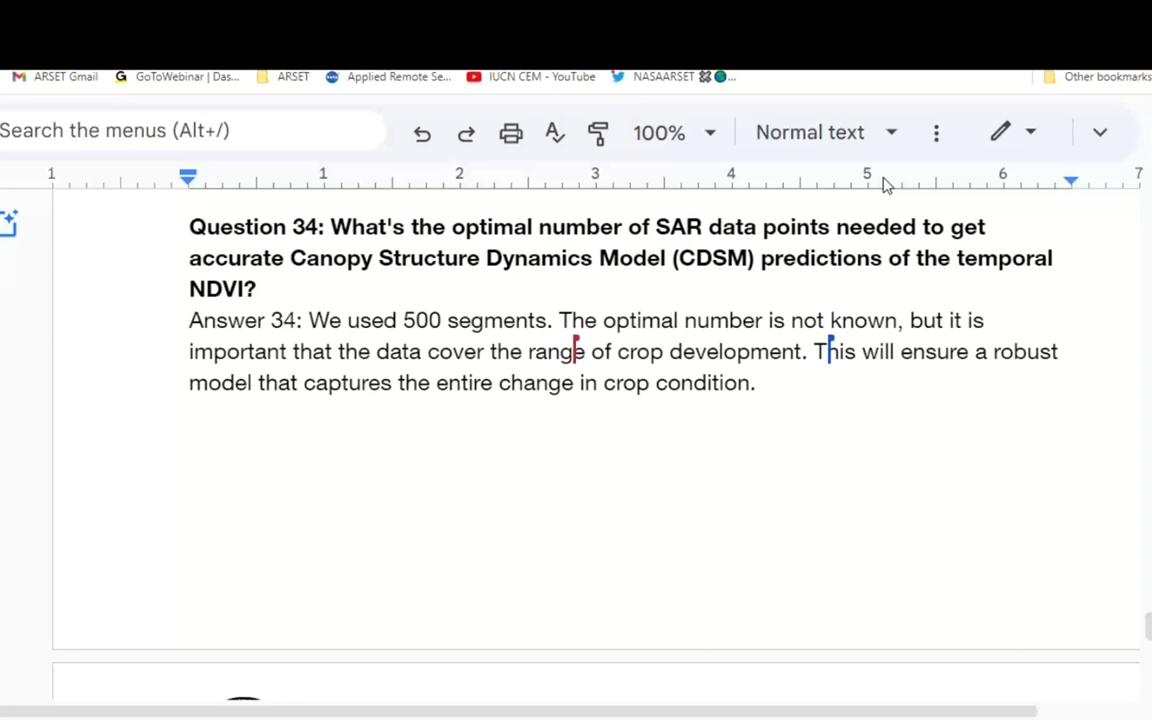 ARSET Gmail GoToWebinar | Das... ARSET Applied Remote Se... IUCN CEM - YouTube NASAARSET Other bookmarks
Search the menus (Alt+/) 100% Normal text
1 1 2 3 4 5 6 7
Question 34: What's the optimal number of SAR data points needed to get
accurate Canopy Structure Dynamics Model (CDSM) predictions of the temporal
NDVI?
Answer 34: We used 500 segments. The optimal number is not known, but it is
important that the data cover the range of crop development. This will ensure a robust
model that captures the entire change in crop condition.